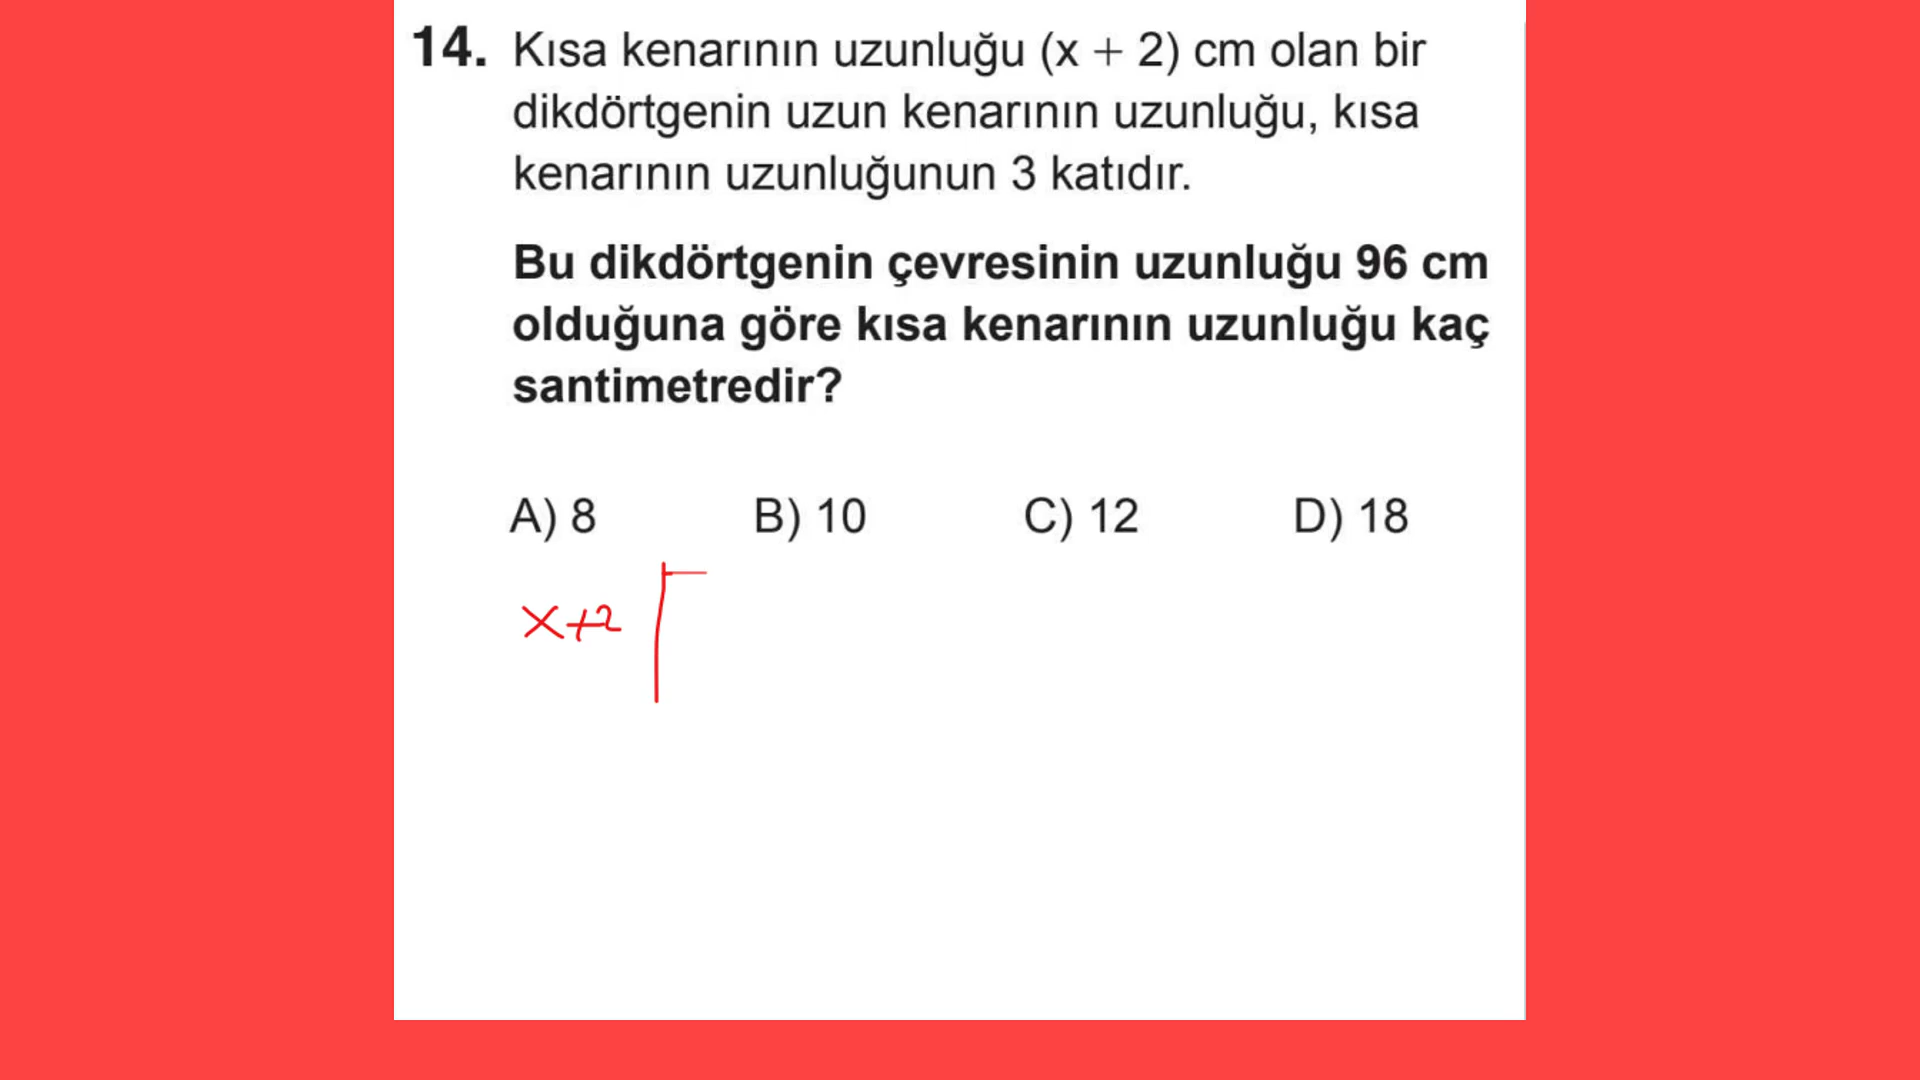 14. Kısa kenarının uzunluğu (x + 2) cm olan bir
dikdörtgenin uzun kenarının uzunluğu, kısa
kenarının uzunluğunun 3 katıdır.
Bu dikdörtgenin çevresinin uzunluğu 96 cm
olduğuna göre kısa kenarının uzunluğu kaç
santimetredir?
A) 8 B) 10 C) 12 D) 18
x+2